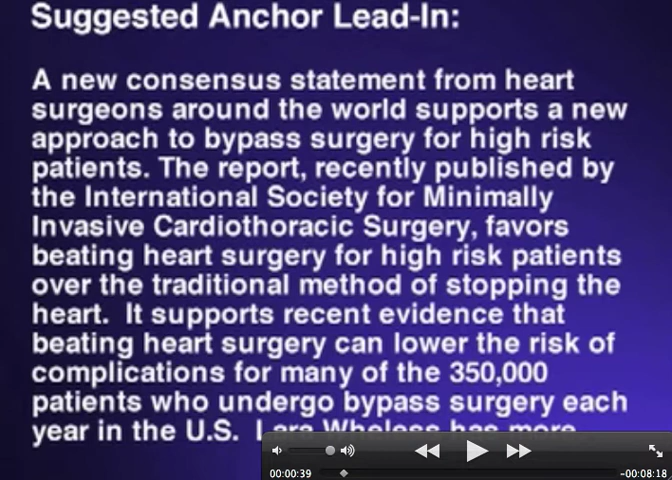 Suggested Anchor Lead-In:
A new consensus statement from heart
surgeons around the world supports a new
approach to bypass surgery for high risk
patients. The report, recently published by
the International Society for Minimally
Invasive Cardiothoracic Surgery, favors
beating heart surgery for high risk patients
over the traditional method of stopping the
heart. It supports recent evidence that
beating heart surgery can lower the risk of
complications for many of the 350,000
patients who undergo bypass surgery each
year in the U.S. Lara Wheless has more
00:00:39 -00:08:18